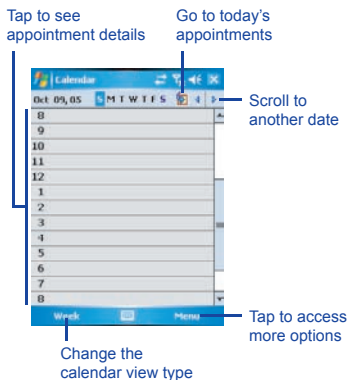 Tap to see
appointment details
Go to today's
appointments
Calendar
Oct 09, 05 S M T W T F S
Scroll to
another date
8
9
10
11
12
1
2
3
4
5
6
7
8
Week Menu
Tap to access
more options
Change the
calendar view type